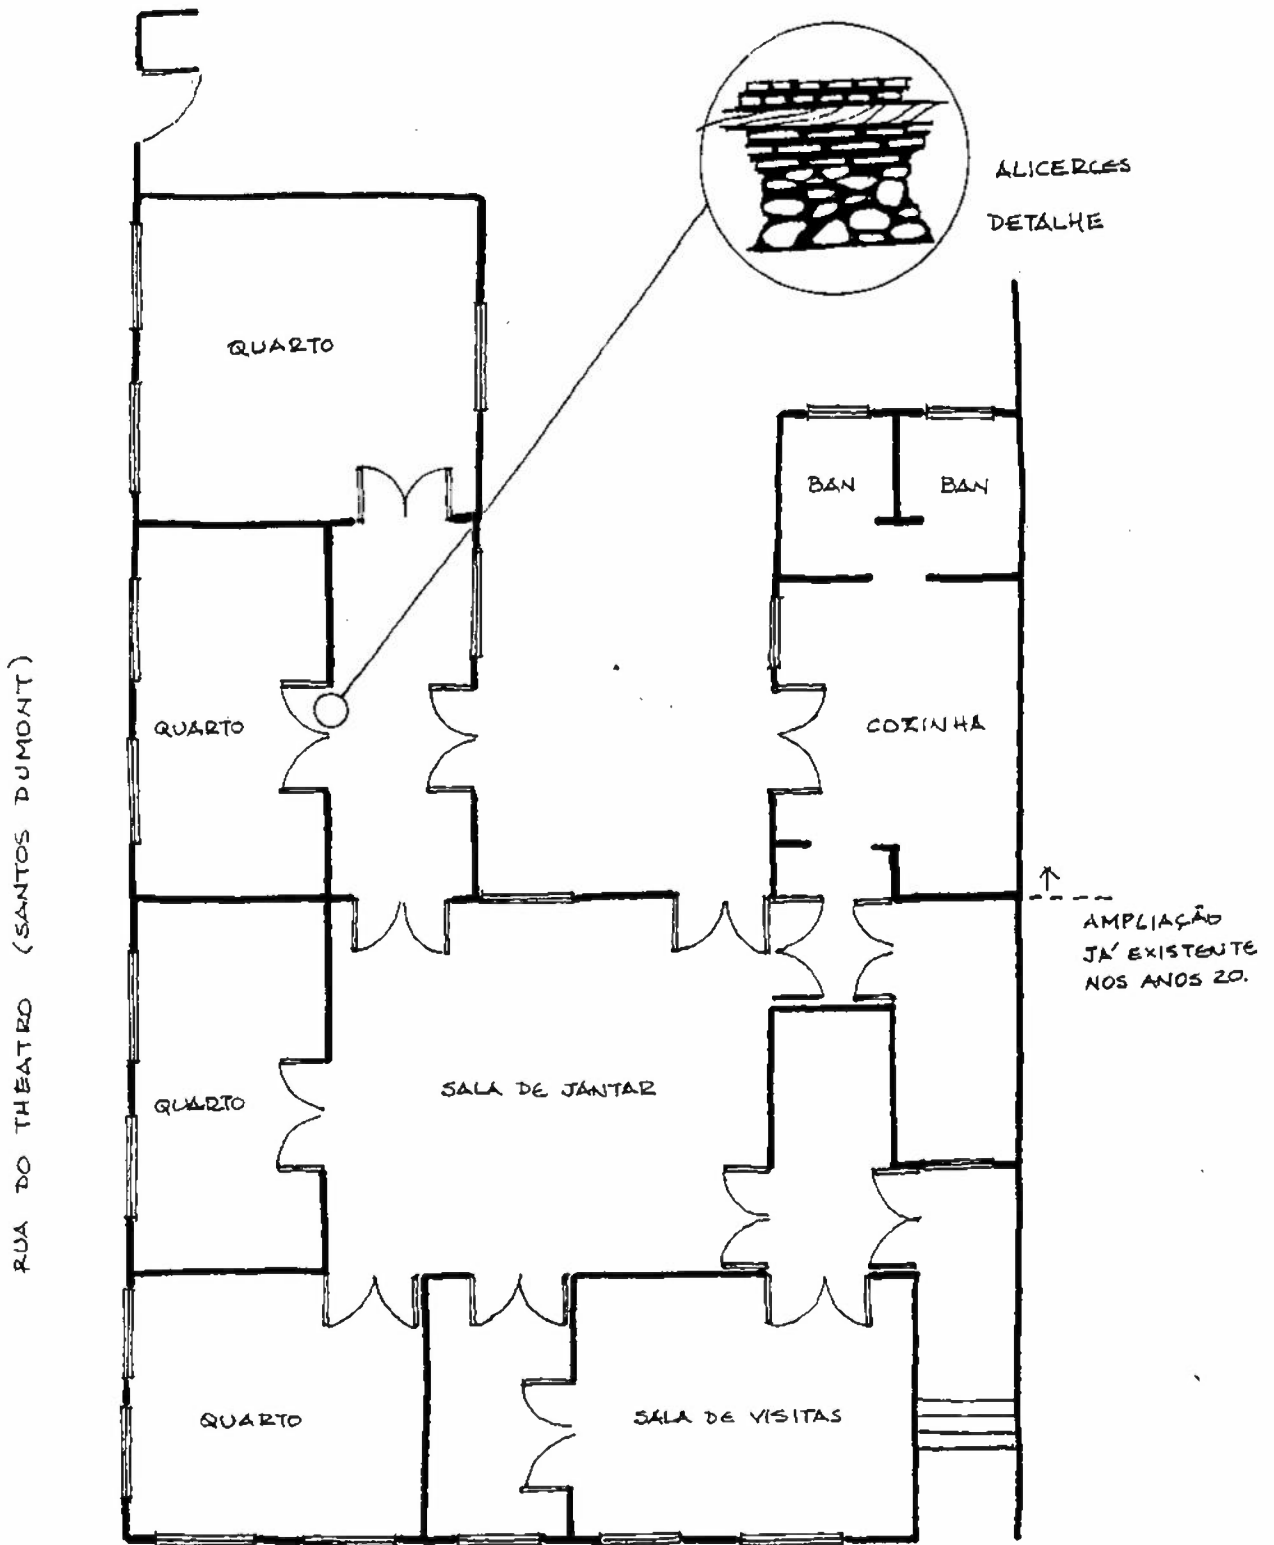 ALICERCES
DETALHE
QUARTO
BAN
BAN
QUARTO
COZINHA
AMPLIAÇÃO
JÁ EXISTENTE
NOS ANOS 20.
QUARTO
SALA DE JANTAR
QUARTO
SALA DE VISITAS
RUA DO THEATRO (SANTOS DUMONT)